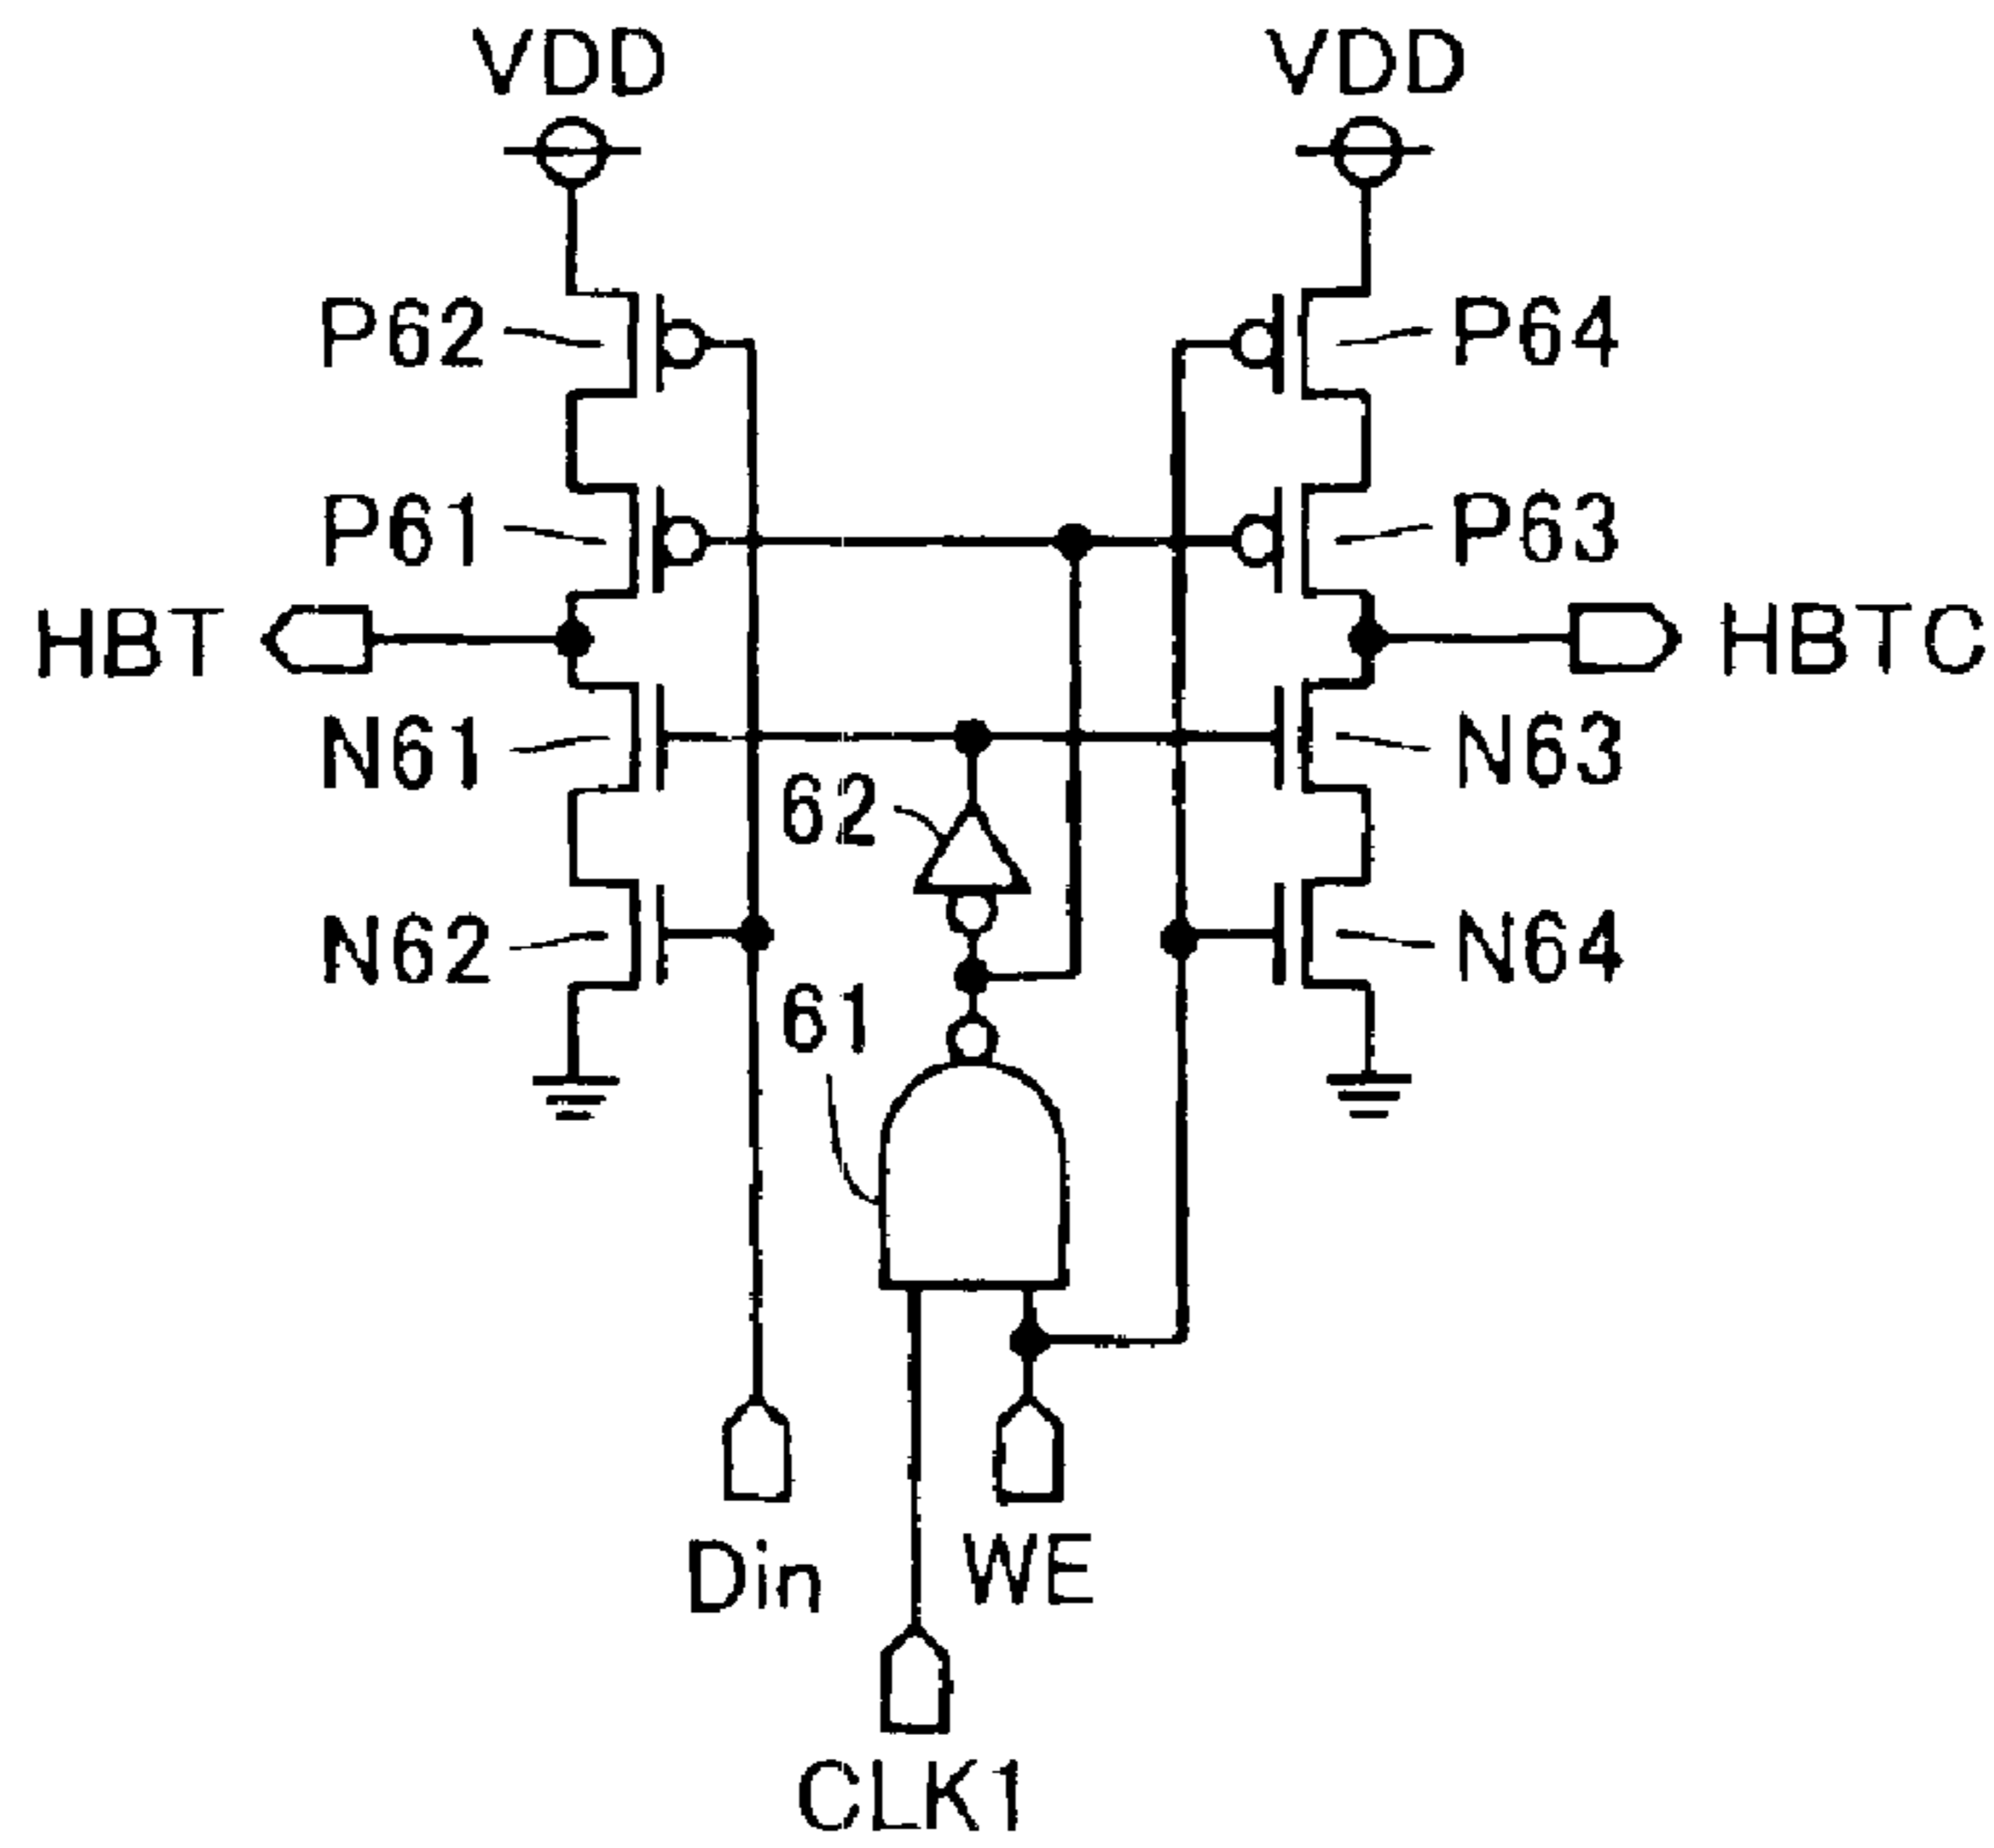 VDD VDD
P62 P64
P61 P63
HBT HBTC
N61 N63
62
N62 N64
61
Din WE
CLK1